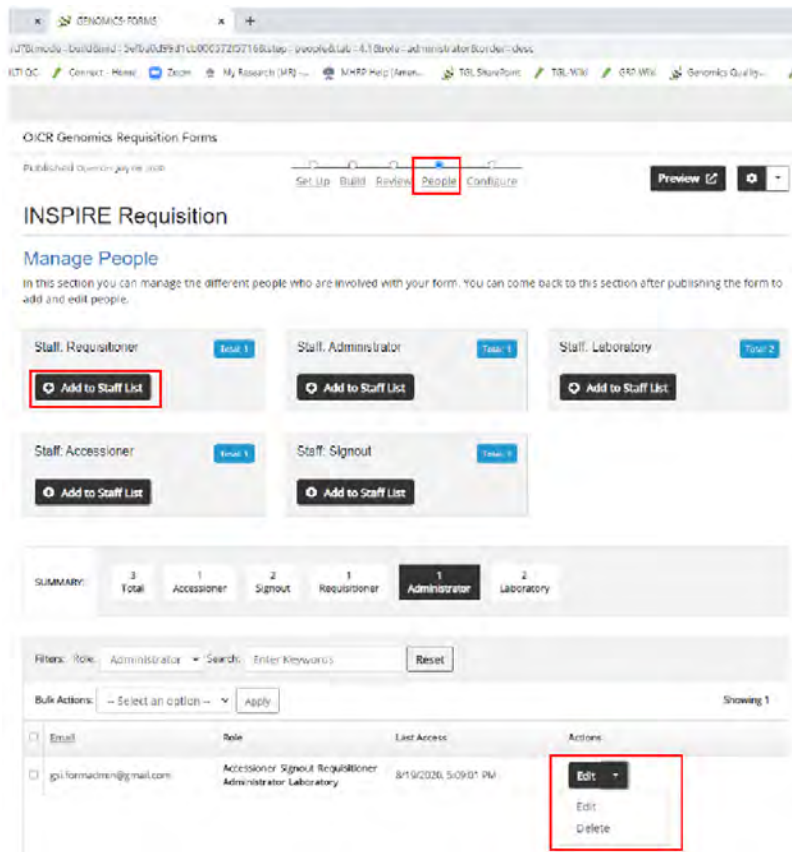 GENOMICS-FORMS
Connect - Home
Zoom
My Research (MR) -...
MHRP Help (Aman...
TGL SharePoint
TGL-Wiki
GRP Wiki
Genomics Quality-...
OICR Genomics Requisition Forms
Published
Set Up Build Review People Configure
Preview
INSPIRE Requisition
Manage People
In this section you can manage the different people who are involved with your form. You can come back to this section after publishing the form to
add and edit people.
Staff: Requisitioner Total: 1
Staff: Administrator Total: 1
Staff: Laboratory Total: 2
Add to Staff List
Add to Staff List
Add to Staff List
Staff: Accessioner Total: 1
Staff: Signout
Add to Staff List
Add to Staff List
SUMMARY:
3 Total
1 Accessioner
2 Signout
1 Requisitioner
1 Administrator
2 Laboratory
Filters: Role: Administrator Search: Enter Keywords Reset
Bulk Actions: -- Select an option -- Apply Showing 1
Email Role Last Access Actions
gsi.formadmin@gmail.com
Accessioner Signout Requisitioner
Administrator Laboratory
8/19/2020, 5:09:01 PM
Edit
Edit
Delete